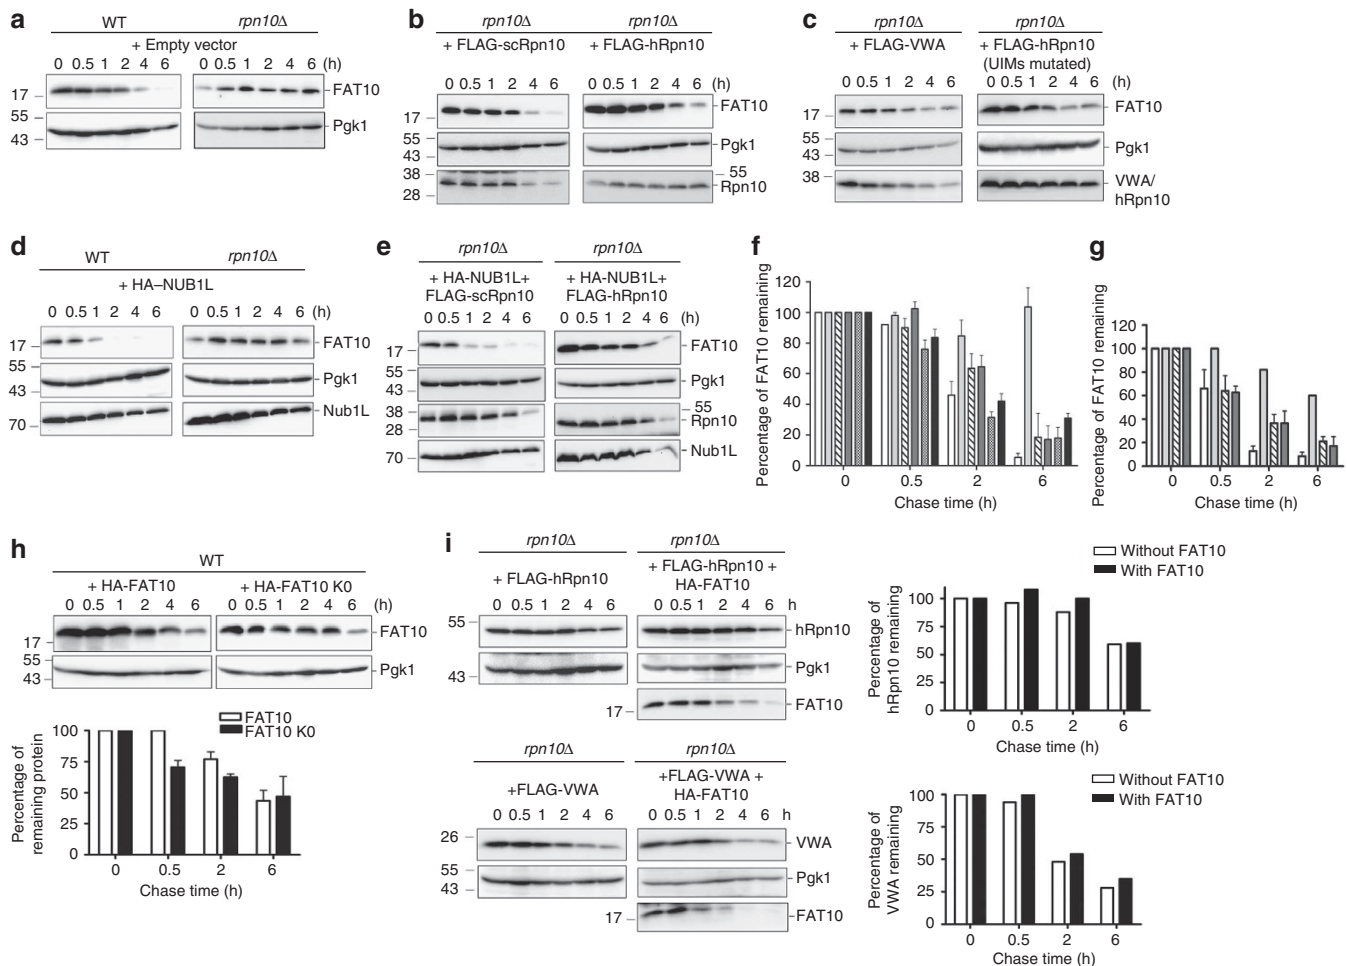 a
WT
rpn10Δ
+ Empty vector
0 0.5 1 2 4 6
0 0.5 1 2 4 6 (h)
17
FAT10
55
43
Pgk1
b
rpn10Δ
rpn10Δ
+ FLAG-scRpn10
+ FLAG-hRpn10
0 0.5 1 2 4 6
0 0.5 1 2 4 6 (h)
17
FAT10
55
43
Pgk1
38
28
55
Rpn10
c
rpn10Δ
rpn10Δ
+ FLAG-VWA
+ FLAG-hRpn10
(UIMs mutated)
0 0.5 1 2 4 6
0 0.5 1 2 4 6 (h)
17
FAT10
55
43
Pgk1
38
VWA/
hRpn10
d
WT
rpn10Δ
+ HA–NUB1L
0 0.5 1 2 4 6
0 0.5 1 2 4 6 (h)
17
FAT10
55
43
Pgk1
70
Nub1L
e
rpn10Δ
rpn10Δ
+ HA-NUB1L+
FLAG-scRpn10
+ HA-NUB1L+
FLAG-hRpn10
0 0.5 1 2 4 6
0 0.5 1 2 4 6 (h)
17
FAT10
55
43
Pgk1
38
28
55
Rpn10
70
Nub1L
f
Percentage of FAT10 remaining
120
100
80
60
40
20
0
0 0.5 2 6
Chase time (h)
g
Percentage of FAT10 remaining
120
100
80
60
40
20
0
0 0.5 2 6
Chase time (h)
h
WT
+ HA-FAT10
+ HA-FAT10 K0
0 0.5 1 2 4 6
0 0.5 1 2 4 6 (h)
17
FAT10
55
43
Pgk1
FAT10
FAT10 K0
Percentage of
remaining protein
100
75
50
25
0
0 0.5 2 6
Chase time (h)
i
rpn10Δ
rpn10Δ
+ FLAG-hRpn10
+ FLAG-hRpn10 +
HA-FAT10
0 0.5 1 2 4 6
0 0.5 1 2 4 6 h
55
hRpn10
43
Pgk1
17
FAT10
Without FAT10
With FAT10
Percentage of
hRpn10 remaining
100
75
50
25
0
0 0.5 2 6
Chase time (h)
rpn10Δ
rpn10Δ
+FLAG-VWA
+FLAG-VWA +
HA-FAT10
0 0.5 1 2 4 6
0 0.5 1 2 4 6 h
26
VWA
55
43
Pgk1
17
FAT10
Without FAT10
With FAT10
Percentage of
VWA remaining
100
75
50
25
0
0 0.5 2 6
Chase time (h)